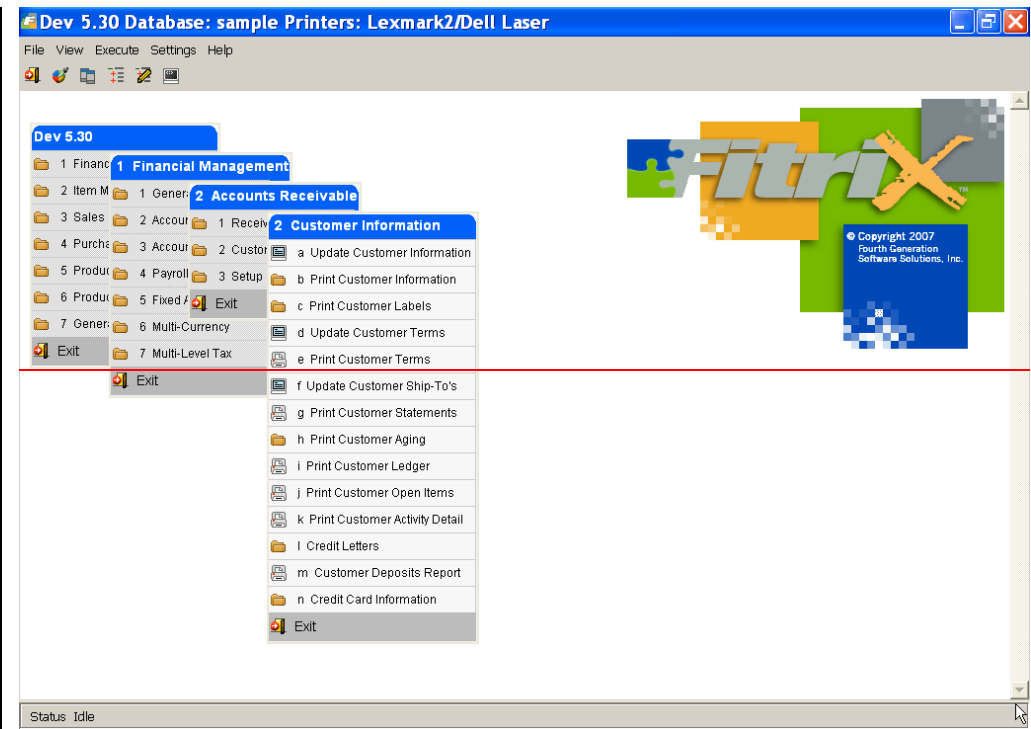 Dev 5.30 Database: sample Printers: Lexmark2/Dell Laser
File View Execute Settings Help
Dev 5.30
1 Financ
2 Item M
3 Sales
4 Purcha
5 Produc
6 Produc
7 Genera
Exit
1 Financial Management
1 Genera
2 Accour
3 Accour
4 Payroll
5 Fixed A
6 Multi-Currency
7 Multi-Level Tax
Exit
2 Accounts Receivable
1 Receiv
2 Custor
3 Setup
Exit
2 Customer Information
a Update Customer Information
b Print Customer Information
c Print Customer Labels
d Update Customer Terms
e Print Customer Terms
f Update Customer Ship-To's
g Print Customer Statements
h Print Customer Aging
i Print Customer Ledger
j Print Customer Open Items
k Print Customer Activity Detail
l Credit Letters
m Customer Deposits Report
n Credit Card Information
Exit
Fitrix
TM
© Copyright 2007
Fourth Generation
Software Solutions, Inc.
Status Idle